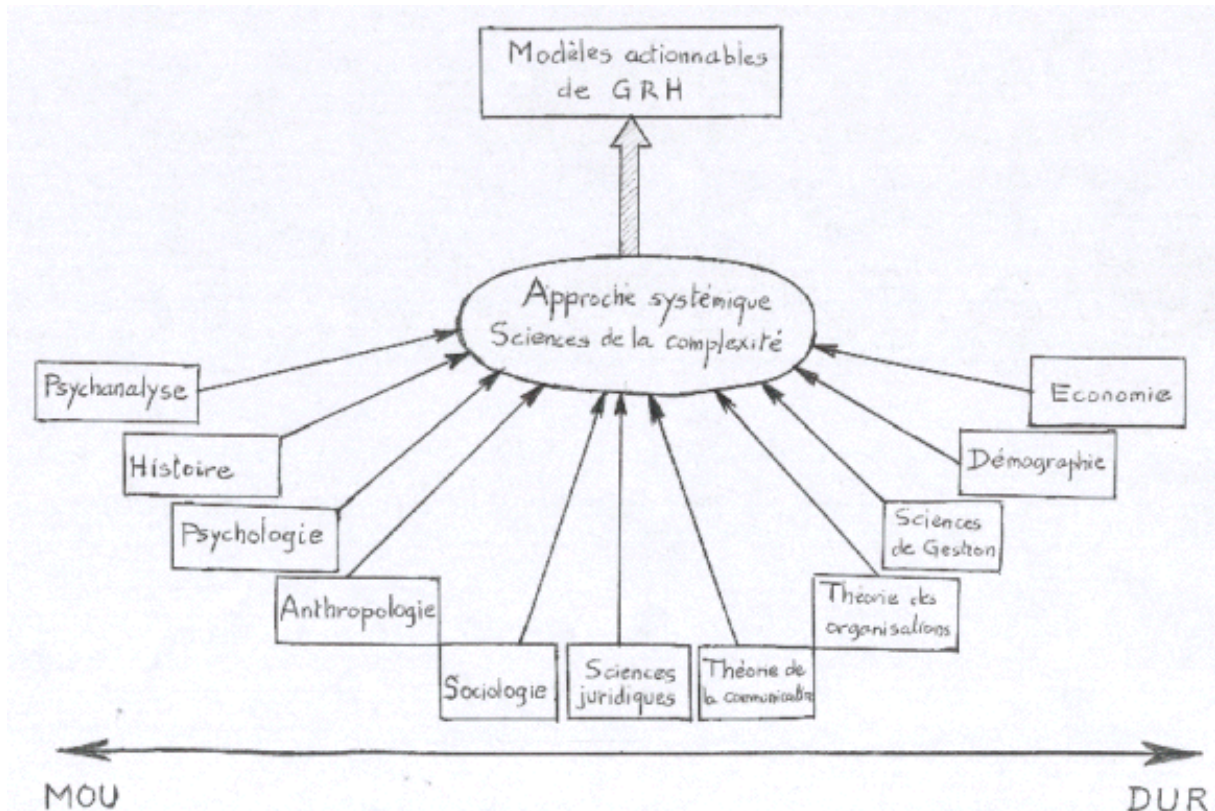 Modèles actionnables
de GRH
Approche systémique
Sciences de la complexité
Psychanalyse
Economie
Histoire
Démographie
Psychologie
Sciences
de Gestion
Anthropologie
Théorie des
organisations
Sociologie
Sciences
juridiques
Théorie de
la communicatio
MOU
DUR